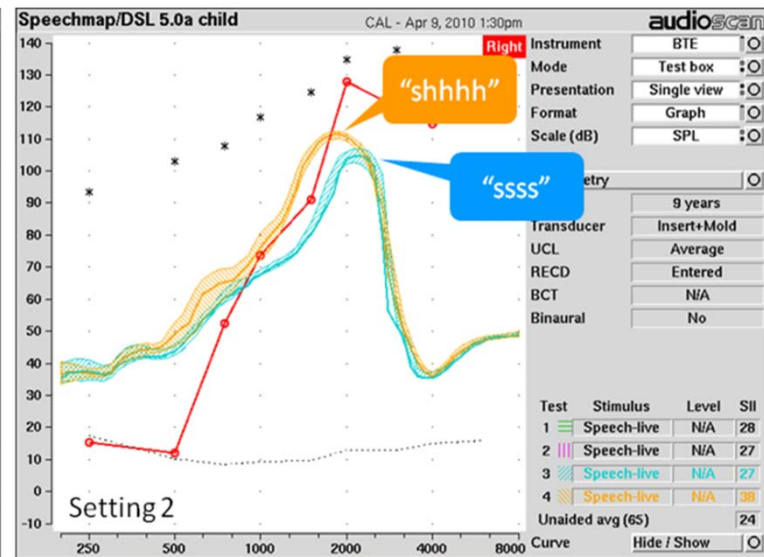 Speechmap/DSL 5.0a child CAL - Apr 9, 2010 1:30pm audioscan
Right
140
130
120
110
100
90
80
70
60
50
40
30
20
10
0
-10
250 500 1000 2000 4000 8000
"shhhh"
"ssss"
Setting 2
Instrument BTE
Mode Test box
Presentation Single view
Format Graph
Scale (dB) SPL
etry
9 years
Transducer Insert+Mold
UCL Average
RECD Entered
BCT N/A
Binaural No
Test Stimulus Level SII
1 Speech-live N/A 28
2 Speech-live N/A 27
3 Speech-live N/A 27
4 Speech-live N/A 38
Unaided avg (65) 24
Curve Hide / Show